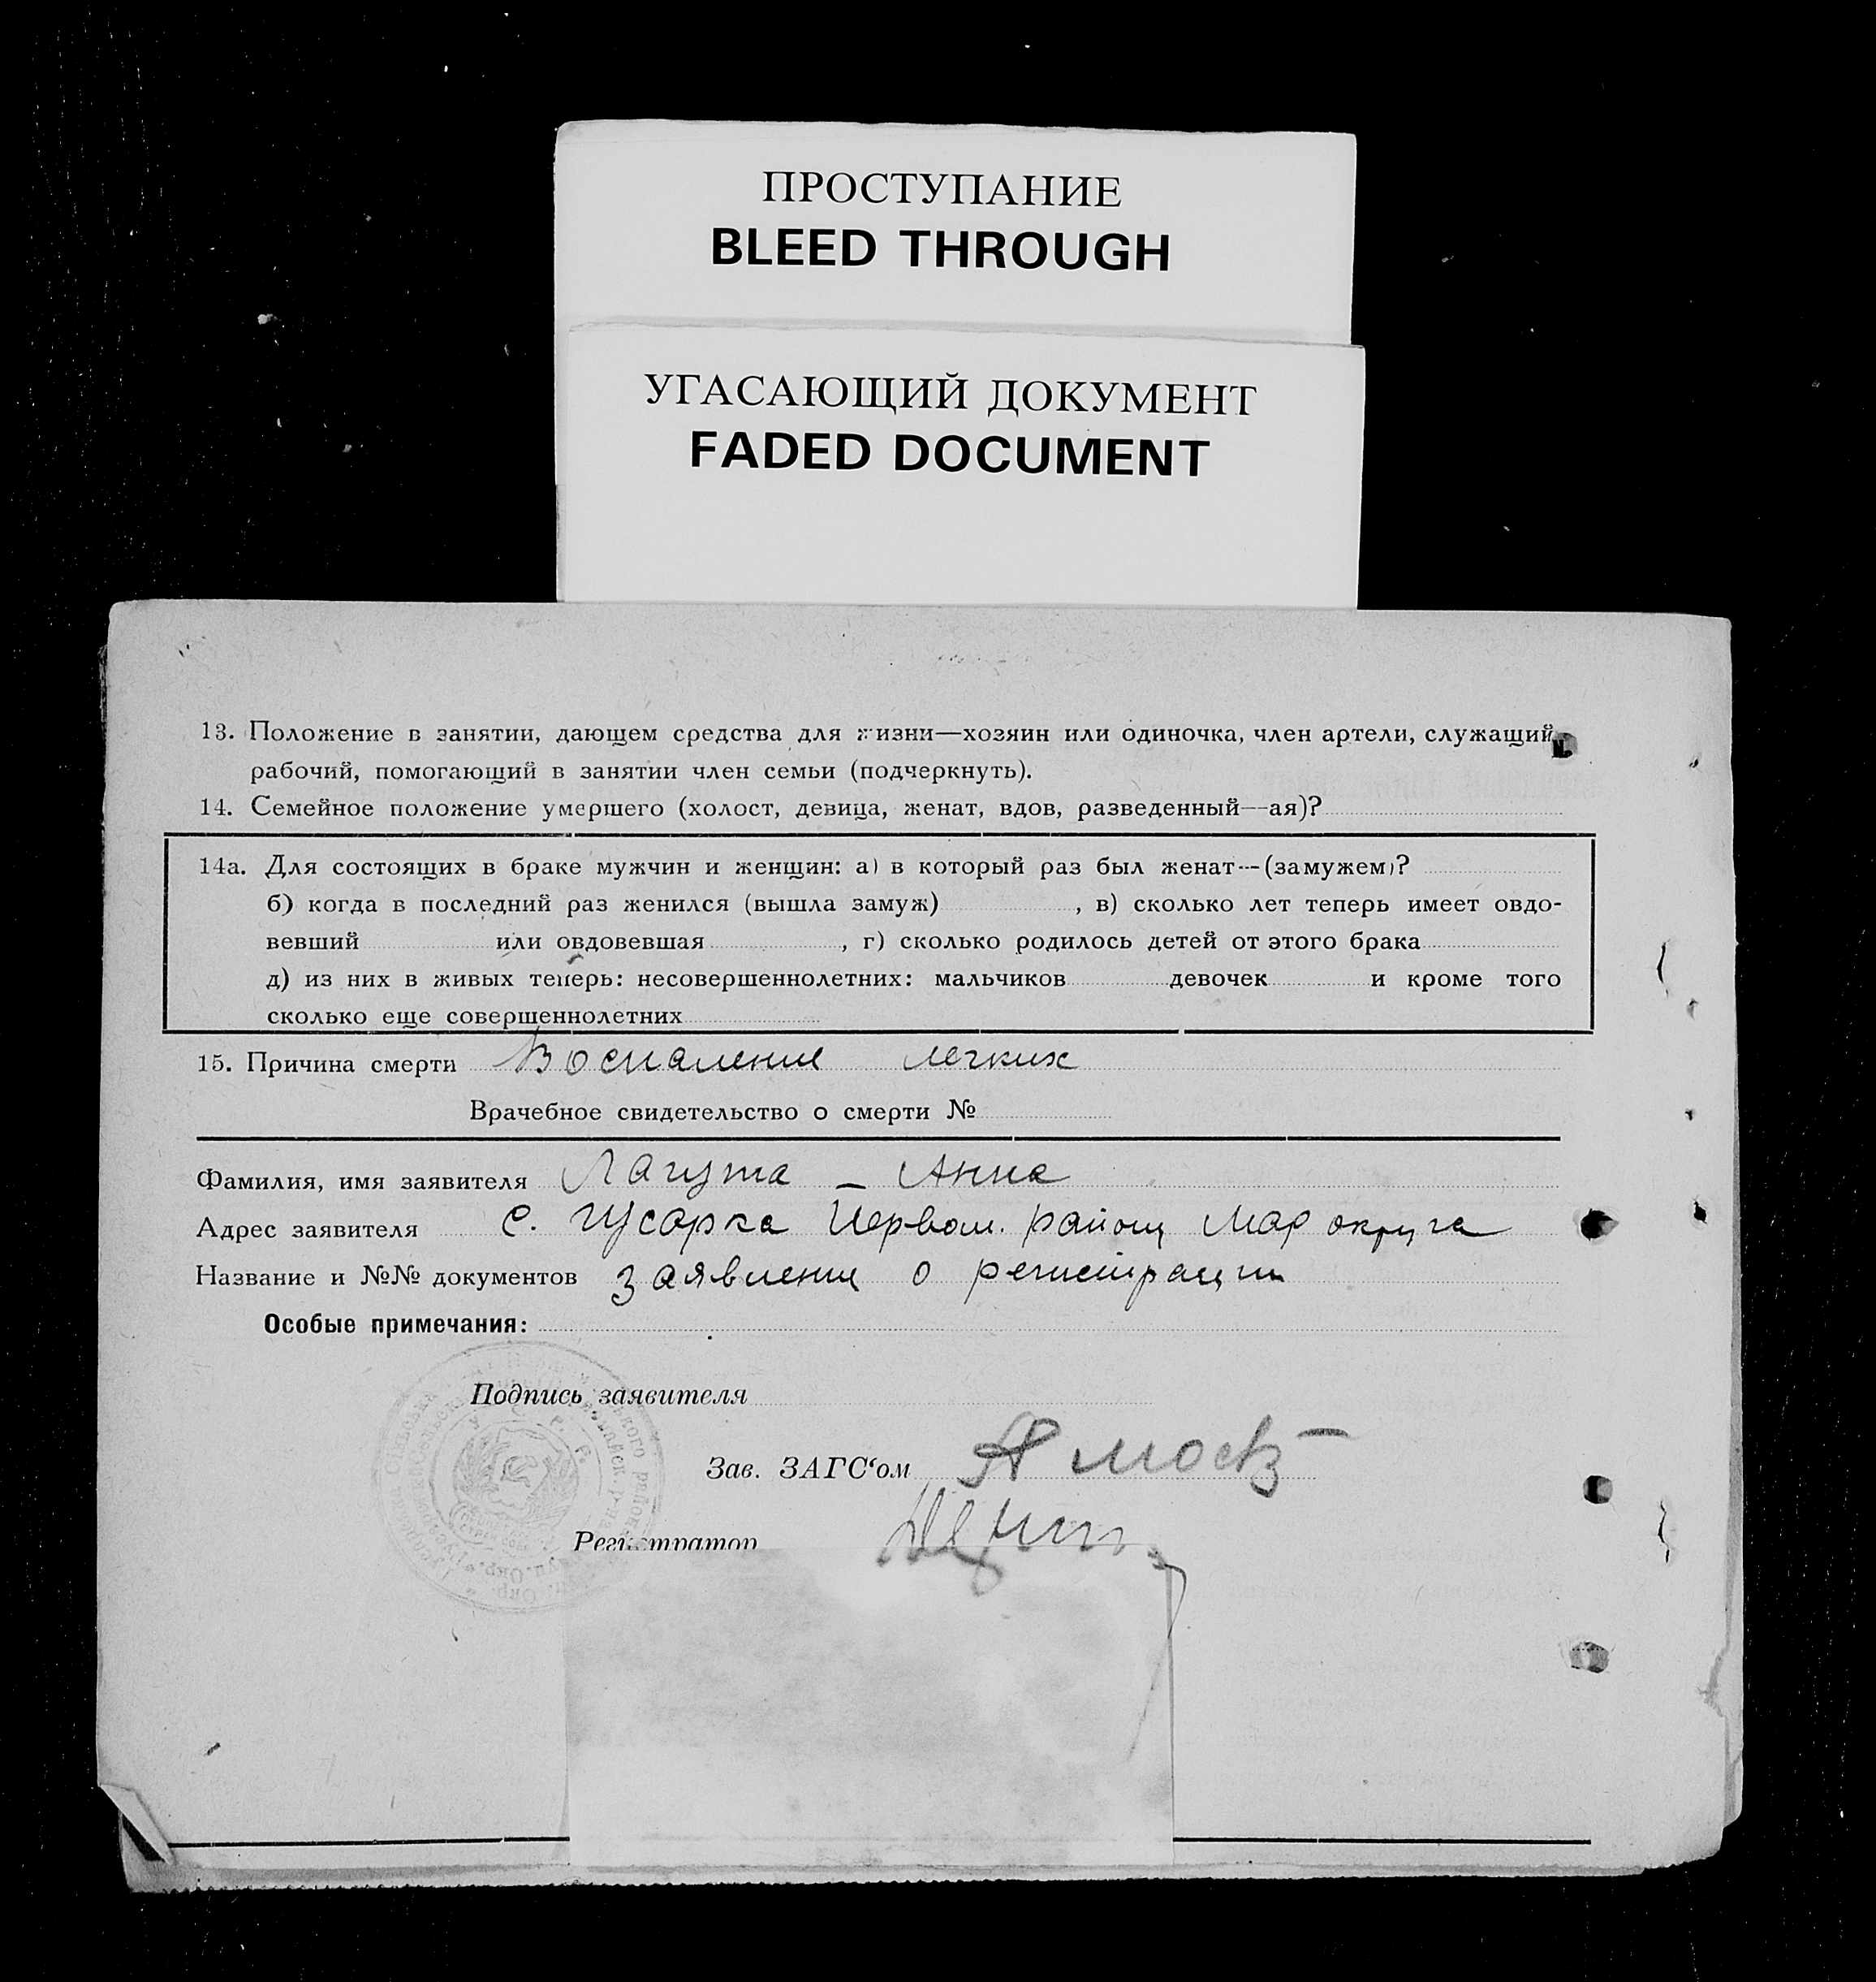 ПРОСТУПАНИЕ
BLEED THROUGH
УГАСАЮЩИЙ ДОКУМЕНТ
FADED DOCUMENT
13. Положение в занятии, дающем средства для жизни—хозяин или одиночка, член артели, служащий,
рабочий, помогающий в занятии член семьи (подчеркнуть).
14. Семейное положение умершего (холост, девица, женат, вдов, разведенный—ая)?
14а. Для состоящих в браке мужчин и женщин: а) в который раз был женат—(замужем)?
б) когда в последний раз женился (вышла замуж) , в) сколько лет теперь имеет овдо-
вевший или овдовевшая , г) сколько родилось детей от этого брака
д) из них в живых теперь: несовершеннолетних: мальчиков девочек и кроме того
сколько еще совершеннолетних
15. Причина смерти Воспаление легких
Врачебное свидетельство о смерти №
Фамилия, имя заявителя Лагута — Анна
Адрес заявителя с. Гусарка Первом. району Мар округа
Название и №№ документов заявление о регистрации
Особые примечания:
Подпись заявителя
Зав. ЗАГС‘ом
Регистратор